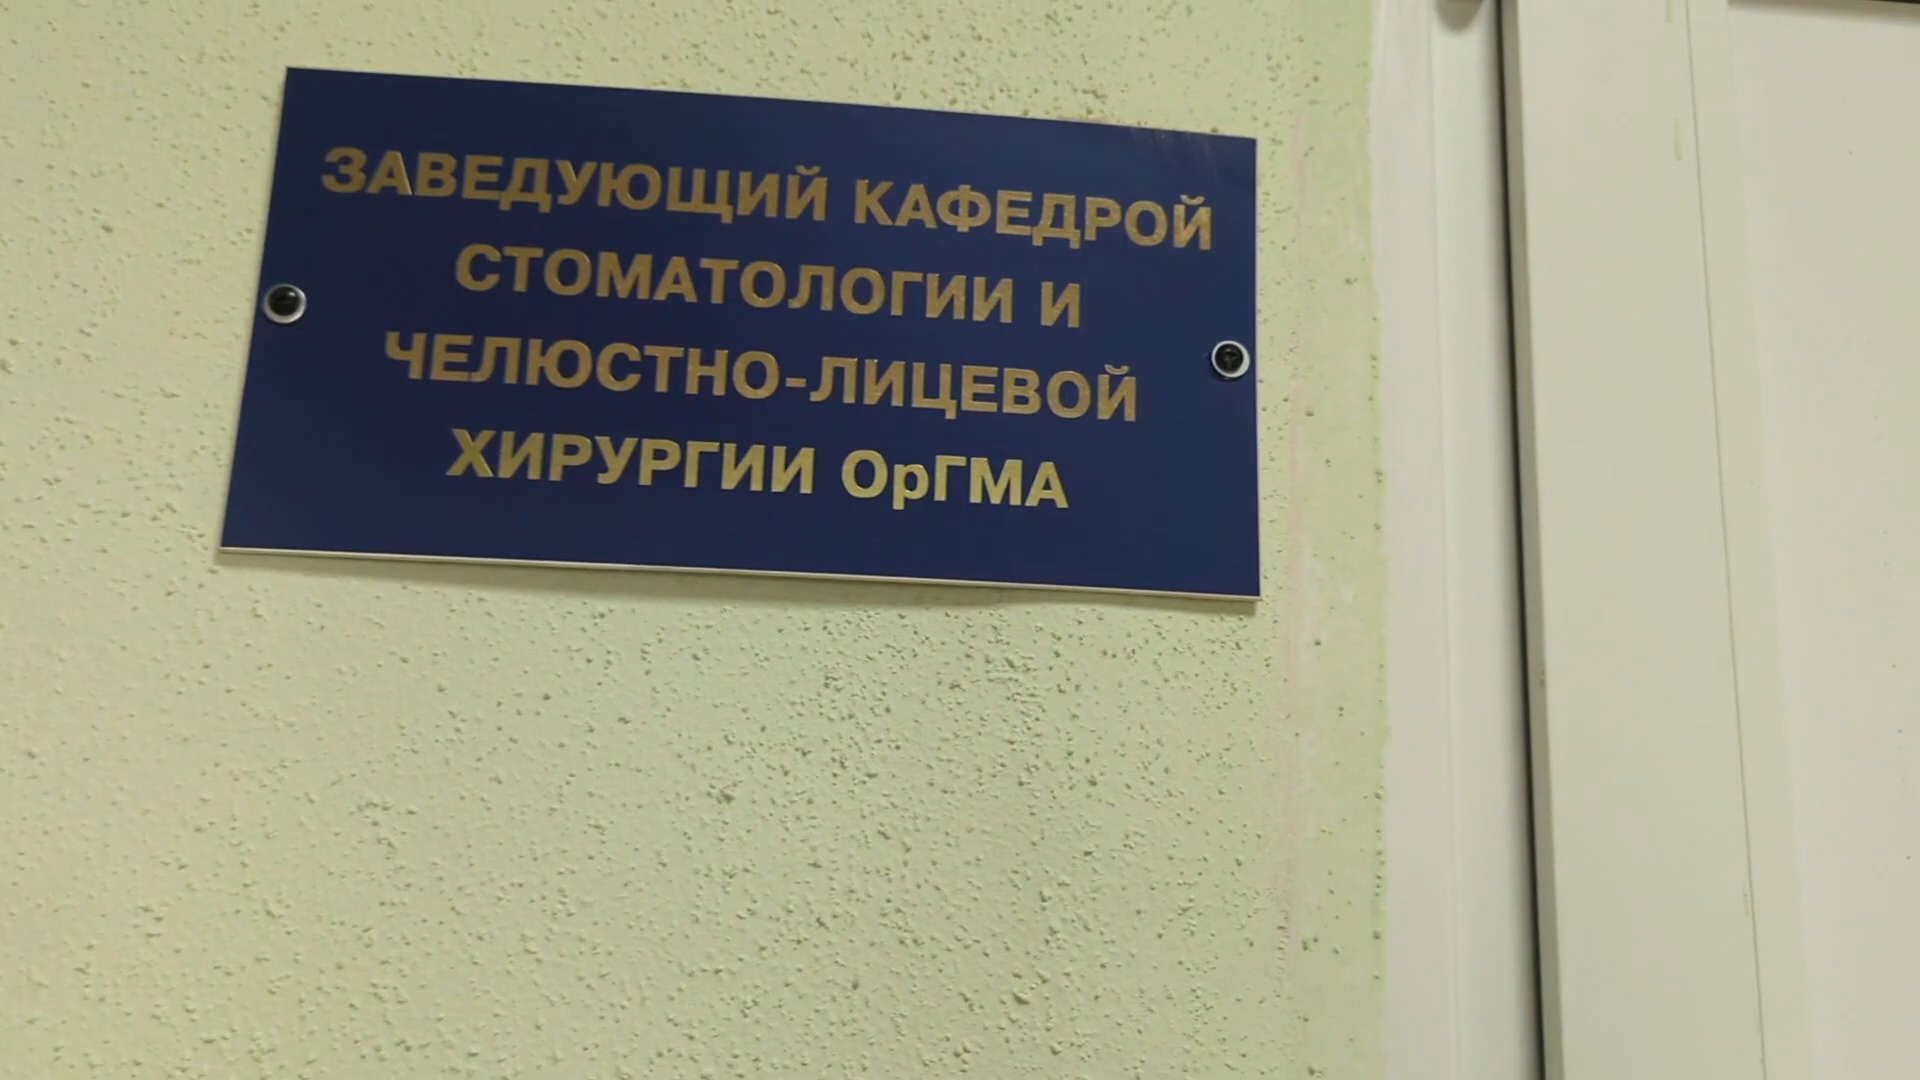 ЗАВЕДУЮЩИЙ КАФЕДРОЙ
СТОМАТОЛОГИИ И
ЧЕЛЮСТНО-ЛИЦЕВОЙ
ХИРУРГИИ ОрГМА